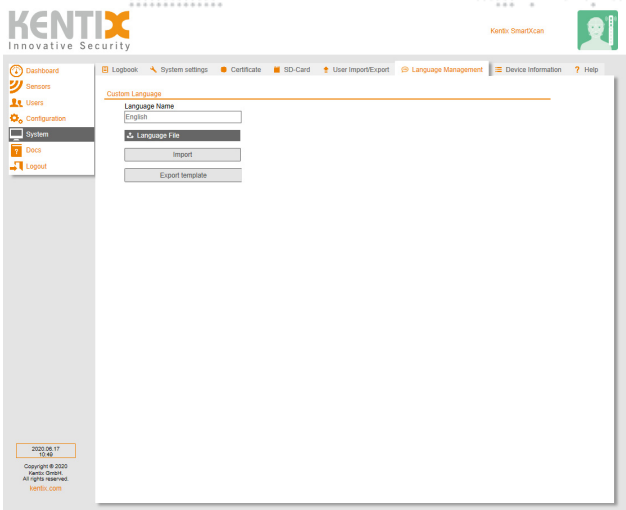 KENTIX
Innovative Security
Kentix SmartXcan
Dashboard
Sensors
Users
Configuration
System
Docs
Logout
Logbook
System settings
Certificate
SD-Card
User Import/Export
Language Management
Device Information
? Help
Custom Language
Language Name
English
Language File
Import
Export template
2020.06.17
10:49
Copyright © 2020
Kentix GmbH.
All rights reserved.
kentix.com